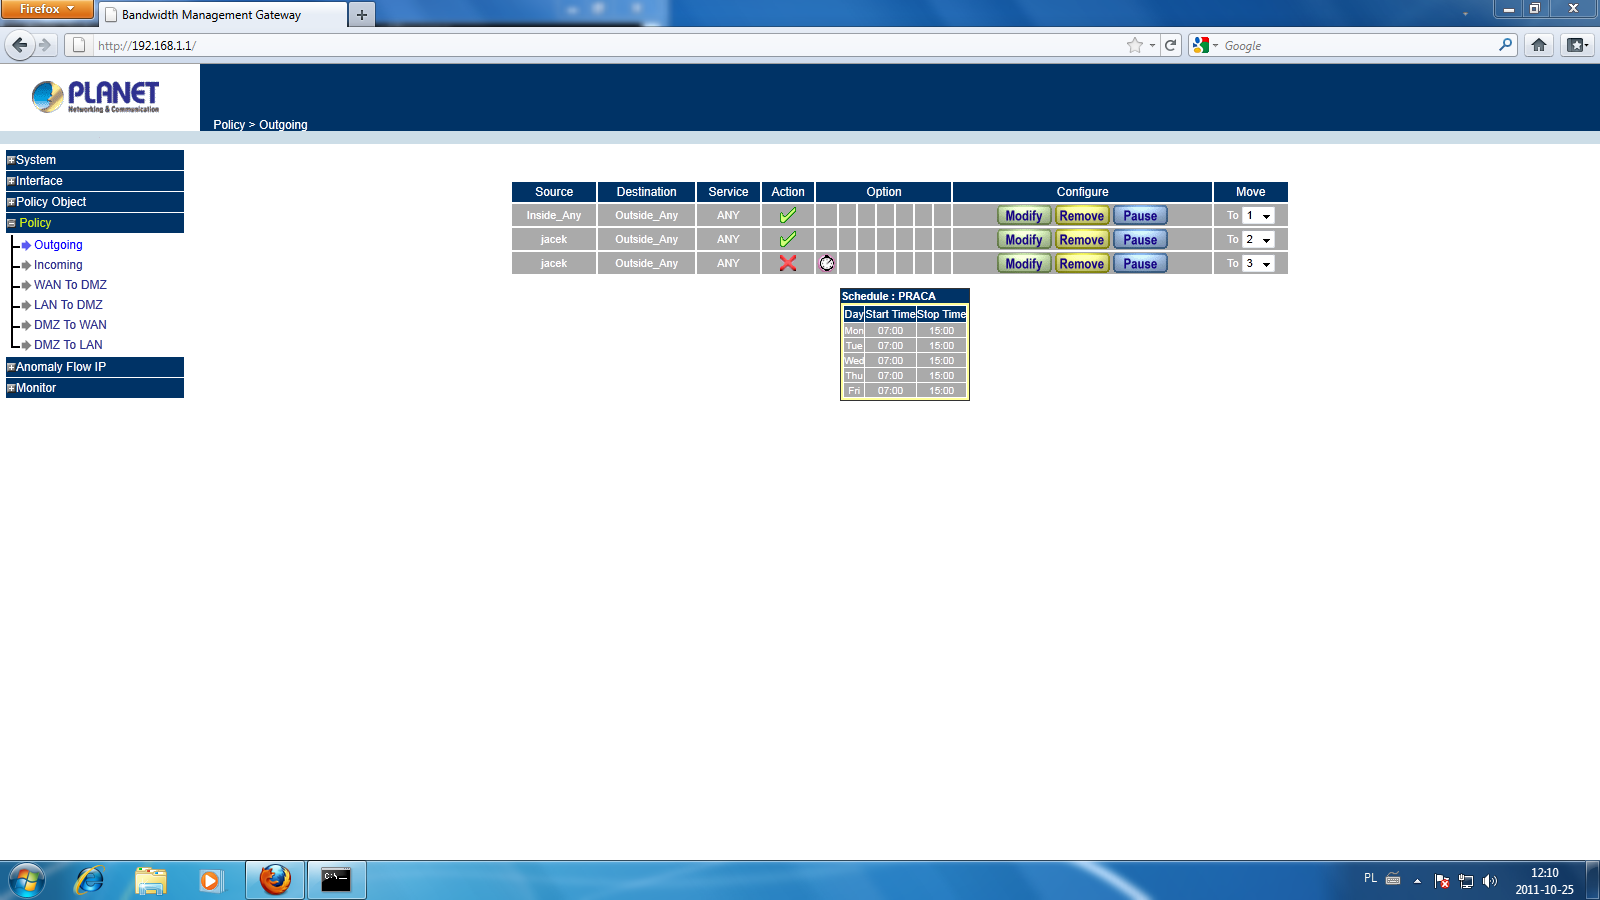 Firefox
Bandwidth Management Gateway
http://192.168.1.1/
Google
PLANET
Networking & Communication
Policy > Outgoing
System
Interface
Policy Object
Policy
Outgoing
Incoming
WAN To DMZ
LAN To DMZ
DMZ To WAN
DMZ To LAN
Anomaly Flow IP
Monitor
Source Destination Service Action Option Configure Move
Inside_Any Outside_Any ANY Modify Remove Pause To 1
jacek Outside_Any ANY Modify Remove Pause To 2
jacek Outside_Any ANY Modify Remove Pause To 3
Schedule : PRACA
Day Start Time Stop Time
Mon 07:00 15:00
Tue 07:00 15:00
Wed 07:00 15:00
Thu 07:00 15:00
Fri 07:00 15:00
C:\
PL
12:10
2011-10-25